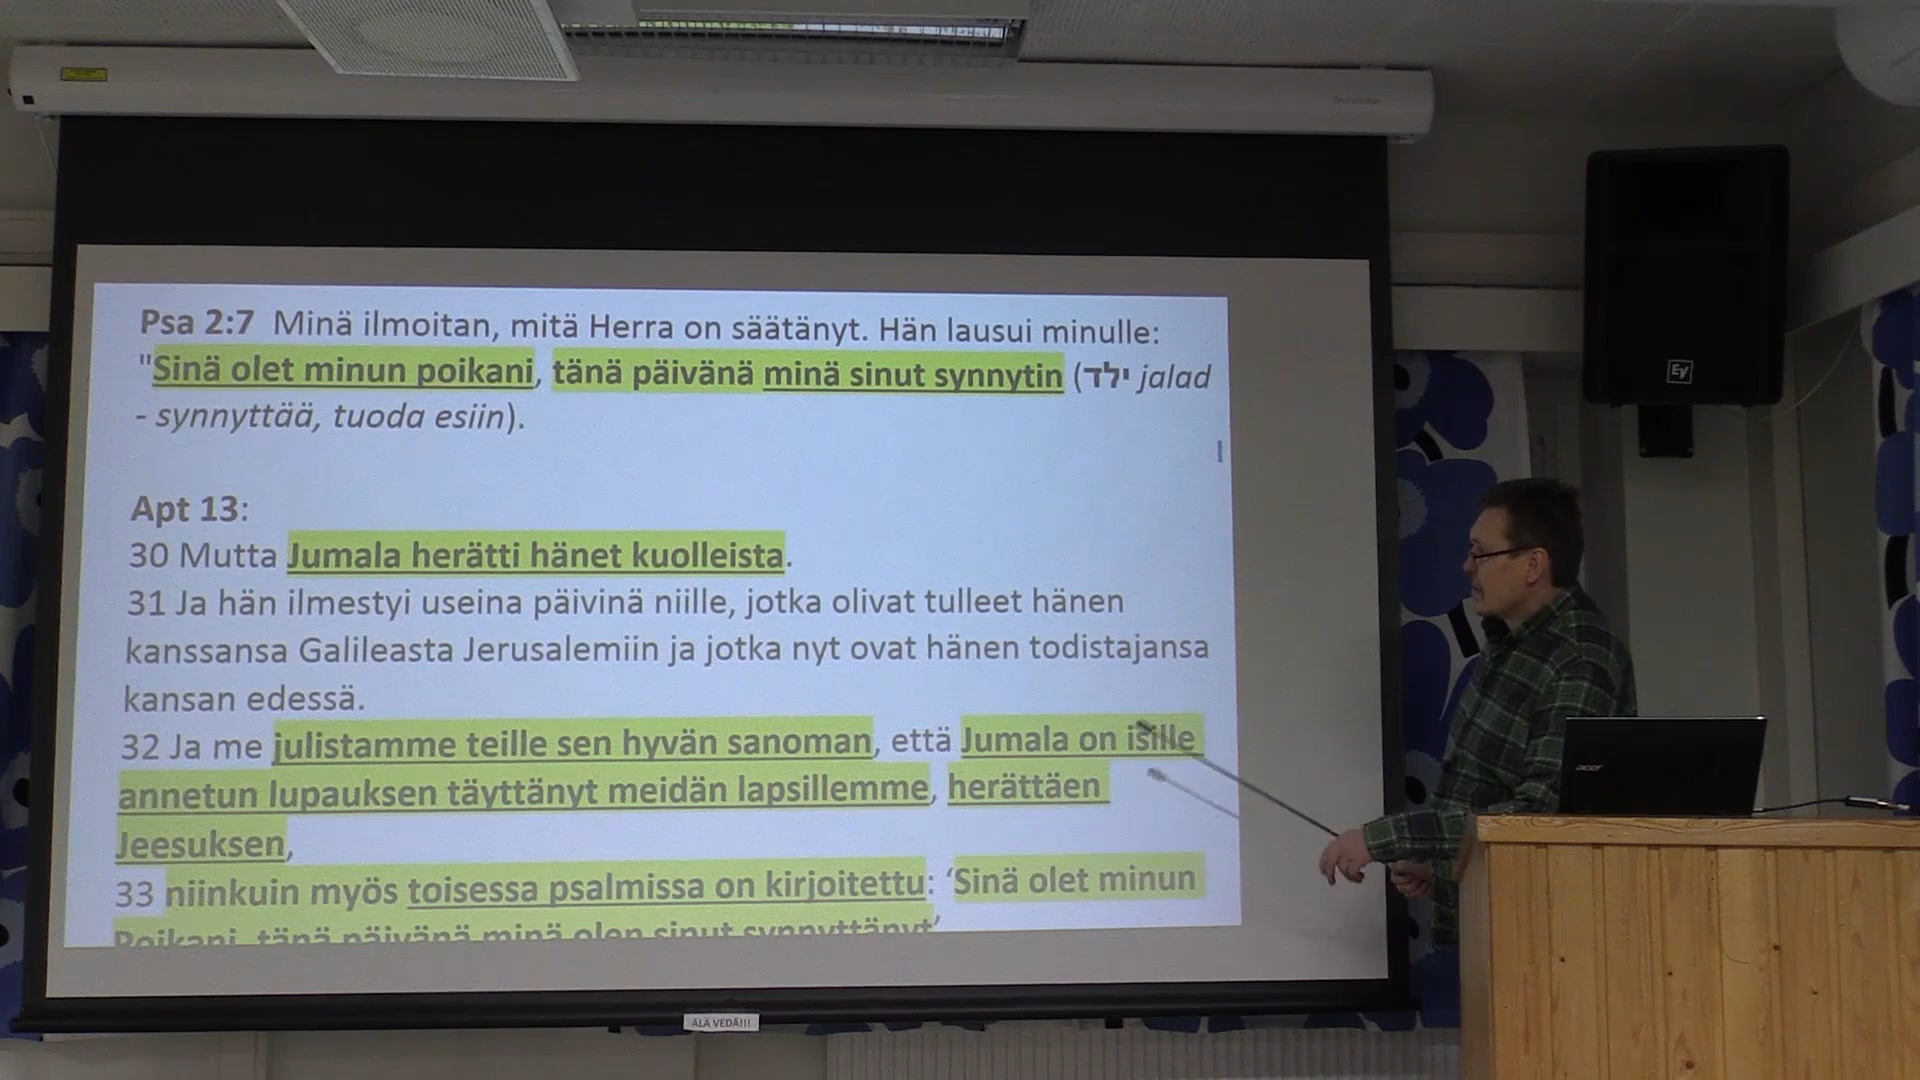 Psa 2:7 Minä ilmoitan, mitä Herra on säätänyt. Hän lausui minulle:
"Sinä olet minun poikani, tänä päivänä minä sinut synnytin (ילד jalad
- synnyttää, tuoda esiin).
Apt 13:
30 Mutta Jumala herätti hänet kuolleista.
31 Ja hän ilmestyi useina päivinä niille, jotka olivat tulleet hänen
kanssansa Galileasta Jerusalemiin ja jotka nyt ovat hänen todistajansa
kansan edessä.
32 Ja me julistamme teille sen hyvän sanoman, että Jumala on isille
annetun lupauksen täyttänyt meidän lapsillemme, herättäen
Jeesuksen,
33 niinkuin myös toisessa psalmissa on kirjoitettu: ‘Sinä olet minun
Poikani, tänä päivänä minä olen sinut synnyttänyt’
ÄLÄ VEDÄ!!!
EV
acer